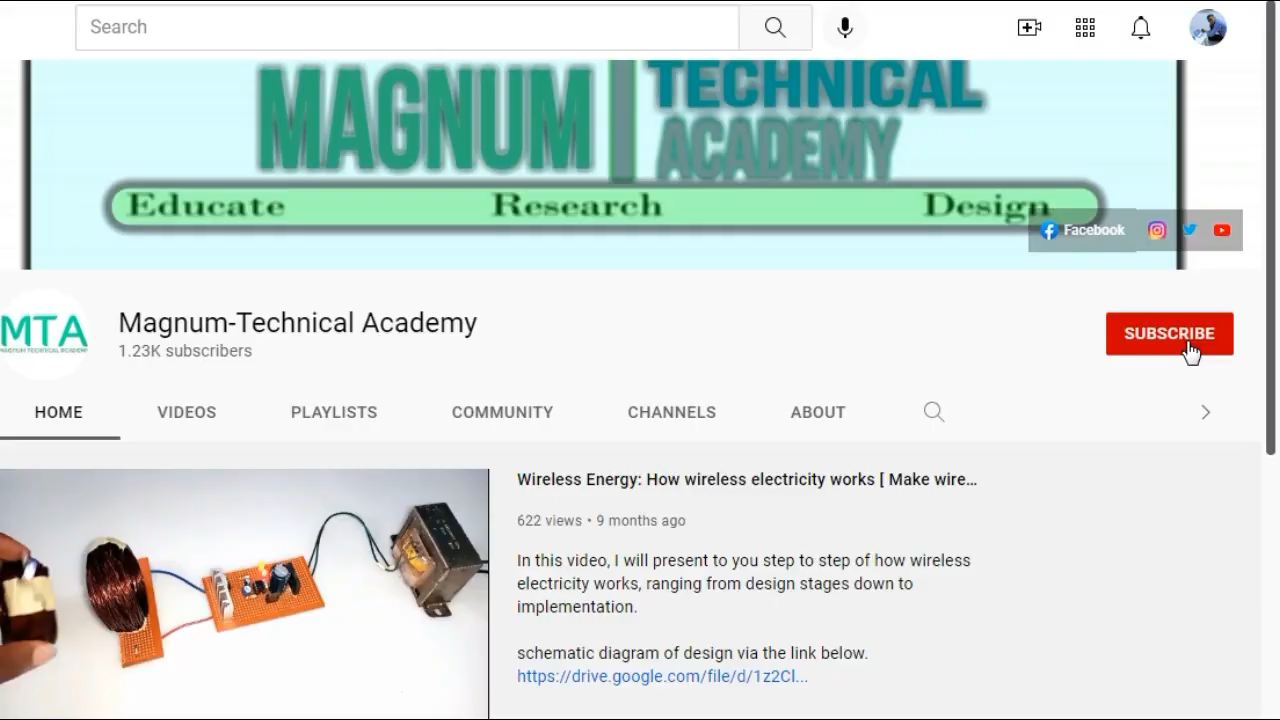 Search
MAGNUM
TECHNICAL
ACADEMY
Educate Research Design
Facebook
MTA
MAGNUM TECHNICAL ACADEMY
Magnum-Technical Academy
1.23K subscribers
SUBSCRIBE
HOME VIDEOS PLAYLISTS COMMUNITY CHANNELS ABOUT
Wireless Energy: How wireless electricity works [ Make wire...
622 views • 9 months ago
In this video, I will present to you step to step of how wireless
electricity works, ranging from design stages down to
implementation.
schematic diagram of design via the link below.
https://drive.google.com/file/d/1z2Cl...